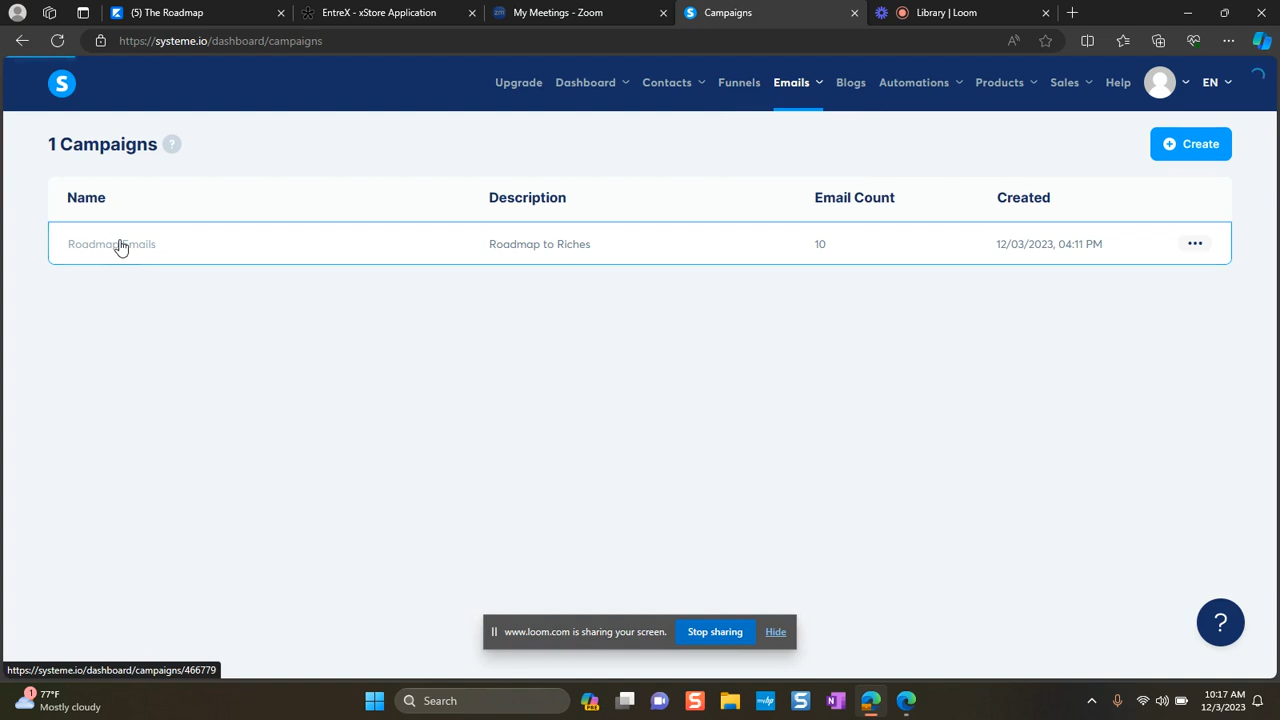 (5) The Roadmap
EntreX - xStore Application
zm
My Meetings - Zoom
Campaigns
Library | Loom
https://systeme.io/dashboard/campaigns
S
Upgrade
Dashboard
Contacts
Funnels
Emails
Blogs
Automations
Products
Sales
Help
EN
1 Campaigns ?
Create
Name
Description
Email Count
Created
Roadmap Emails
Roadmap to Riches
10
12/03/2023, 04:11 PM
www.loom.com is sharing your screen.
Stop sharing
Hide
?
https://systeme.io/dashboard/campaigns/466779
1
77°F
Mostly cloudy
Search
10:17 AM
12/3/2023